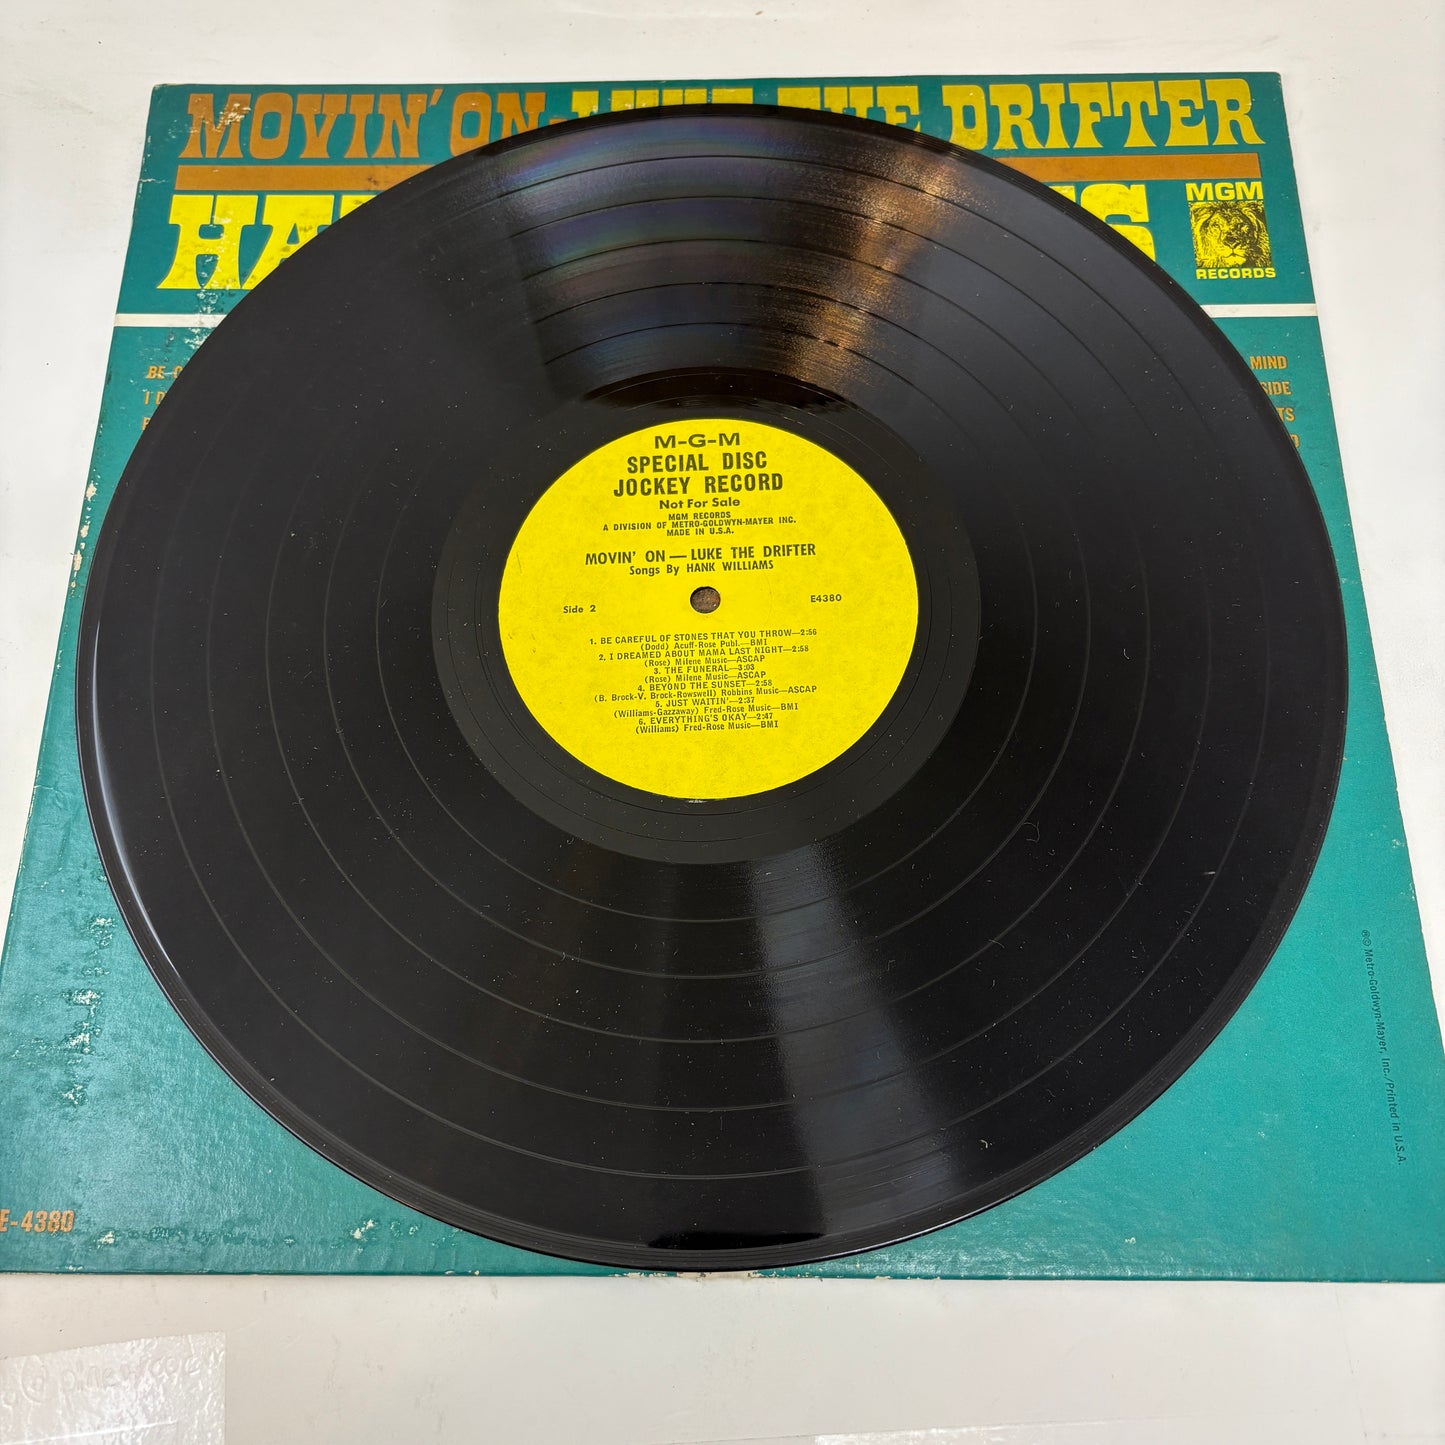 MOVIN' ON- THE DRIFTER
MGM
RECORDS
MIND
M-G-M
SPECIAL DISC
JOCKEY RECORD
Not For Sale
MGM RECORDS
A DIVISION OF METRO-GOLDWYN-MAYER INC.
MADE IN U.S.A.
MOVIN' ON — LUKE THE DRIFTER
Songs By HANK WILLIAMS
Side 2
E4380
1. BE CAREFUL OF STONES THAT YOU THROW—2:56
(Dodd) Acuff-Rose Publ.—BMI
2. I DREAMED ABOUT MAMA LAST NIGHT—2:58
(Rose) Milene Music—ASCAP
3. THE FUNERAL—3:03
(Rose) Milene Music—ASCAP
4. BEYOND THE SUNSET—2:58
(B. Brock-V. Brock-Rowswell) Robbins Music—ASCAP
5. JUST WAITIN'—2:37
(Williams-Gazzaway) Fred-Rose Music—BMI
6. EVERYTHING'S OKAY—2:47
(Williams) Fred-Rose Music—BMI
℗© Metro-Goldwyn-Mayer, Inc./Printed in U.S.A.
E-4380